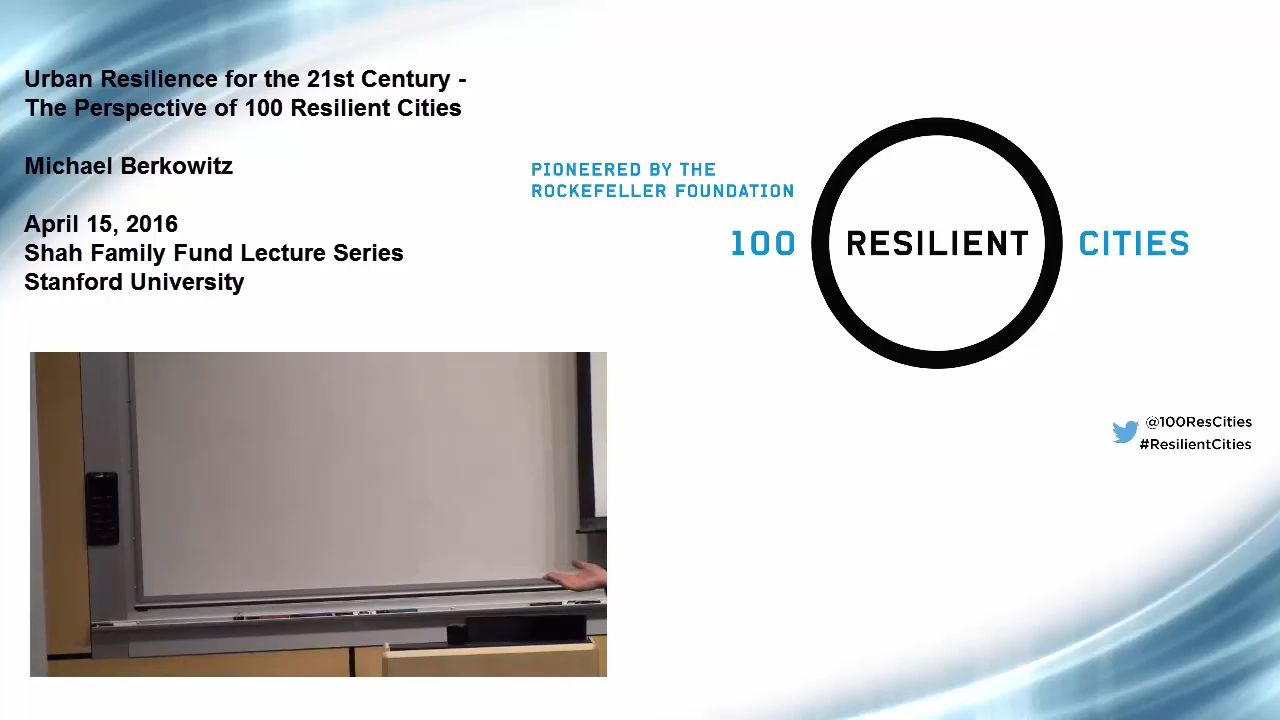 Urban Resilience for the 21st Century -
The Perspective of 100 Resilient Cities
Michael Berkowitz
April 15, 2016
Shah Family Fund Lecture Series
Stanford University
PIONEERED BY THE
ROCKEFELLER FOUNDATION
100 RESILIENT CITIES
@100ResCities
#ResilientCities